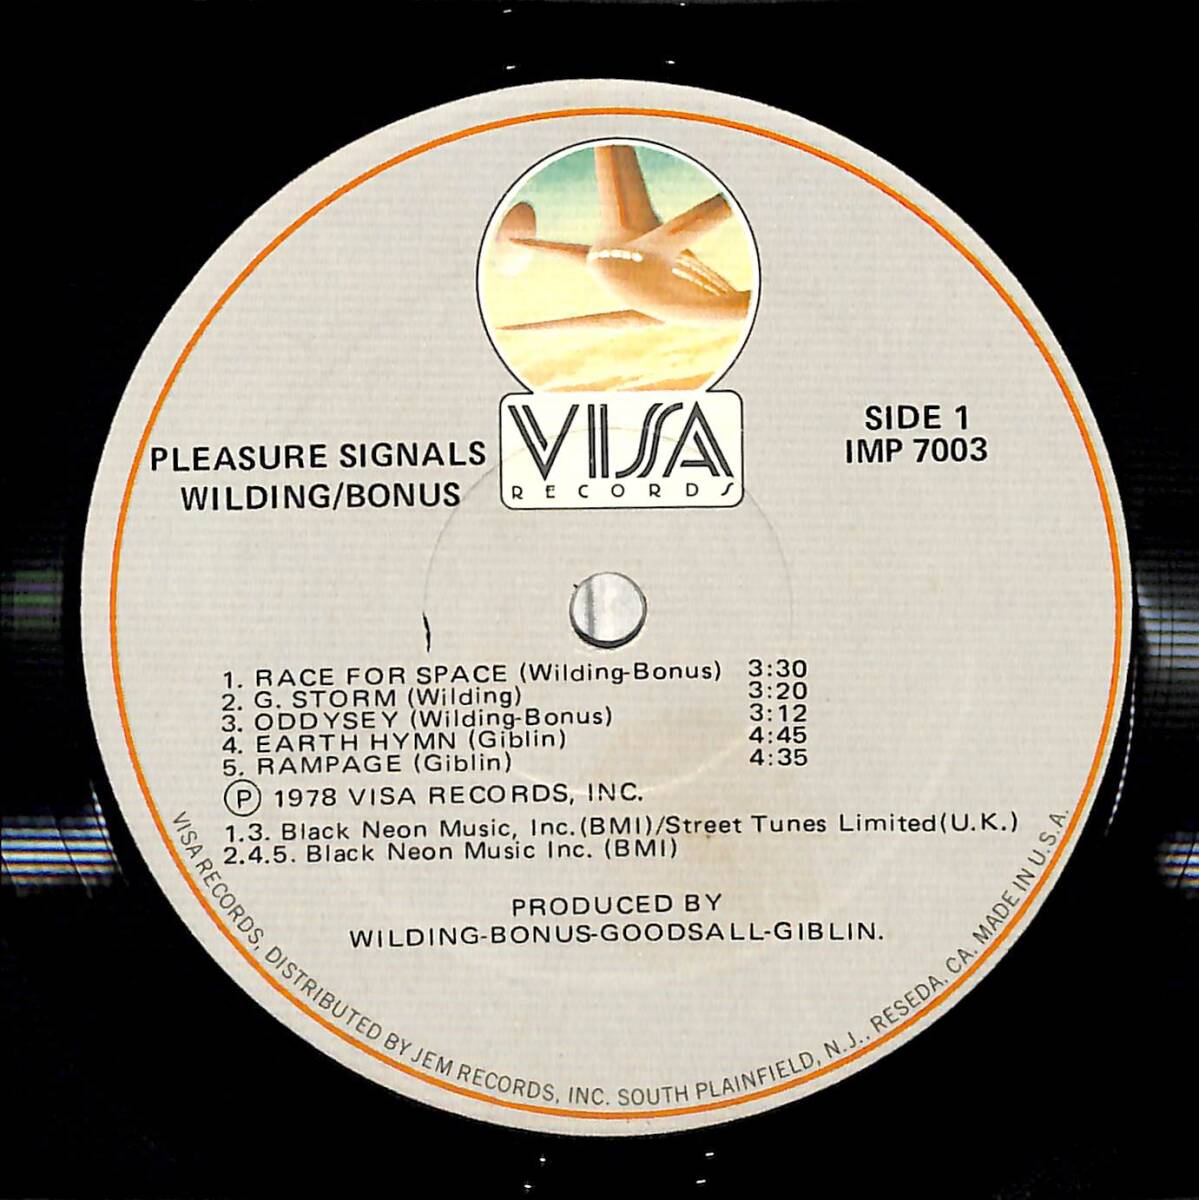 VISA
RECORDS
PLEASURE SIGNALS
WILDING/BONUS
SIDE 1
IMP 7003
1. RACE FOR SPACE (Wilding-Bonus) 3:30
2. G. STORM (Wilding) 3:20
3. ODDYSEY (Wilding-Bonus) 3:12
4. EARTH HYMN (Giblin) 4:45
5. RAMPAGE (Giblin) 4:35
Ⓟ 1978 VISA RECORDS, INC.
1.3. Black Neon Music, Inc.(BMI)/Street Tunes Limited(U.K.)
2.4.5. Black Neon Music Inc. (BMI)
PRODUCED BY
WILDING-BONUS-GOODSALL-GIBLIN.
VISA RECORDS, DISTRIBUTED BY JEM RECORDS, INC. SOUTH PLAINFIELD, N.J., RESEDA, CA. MADE IN U.S.A.